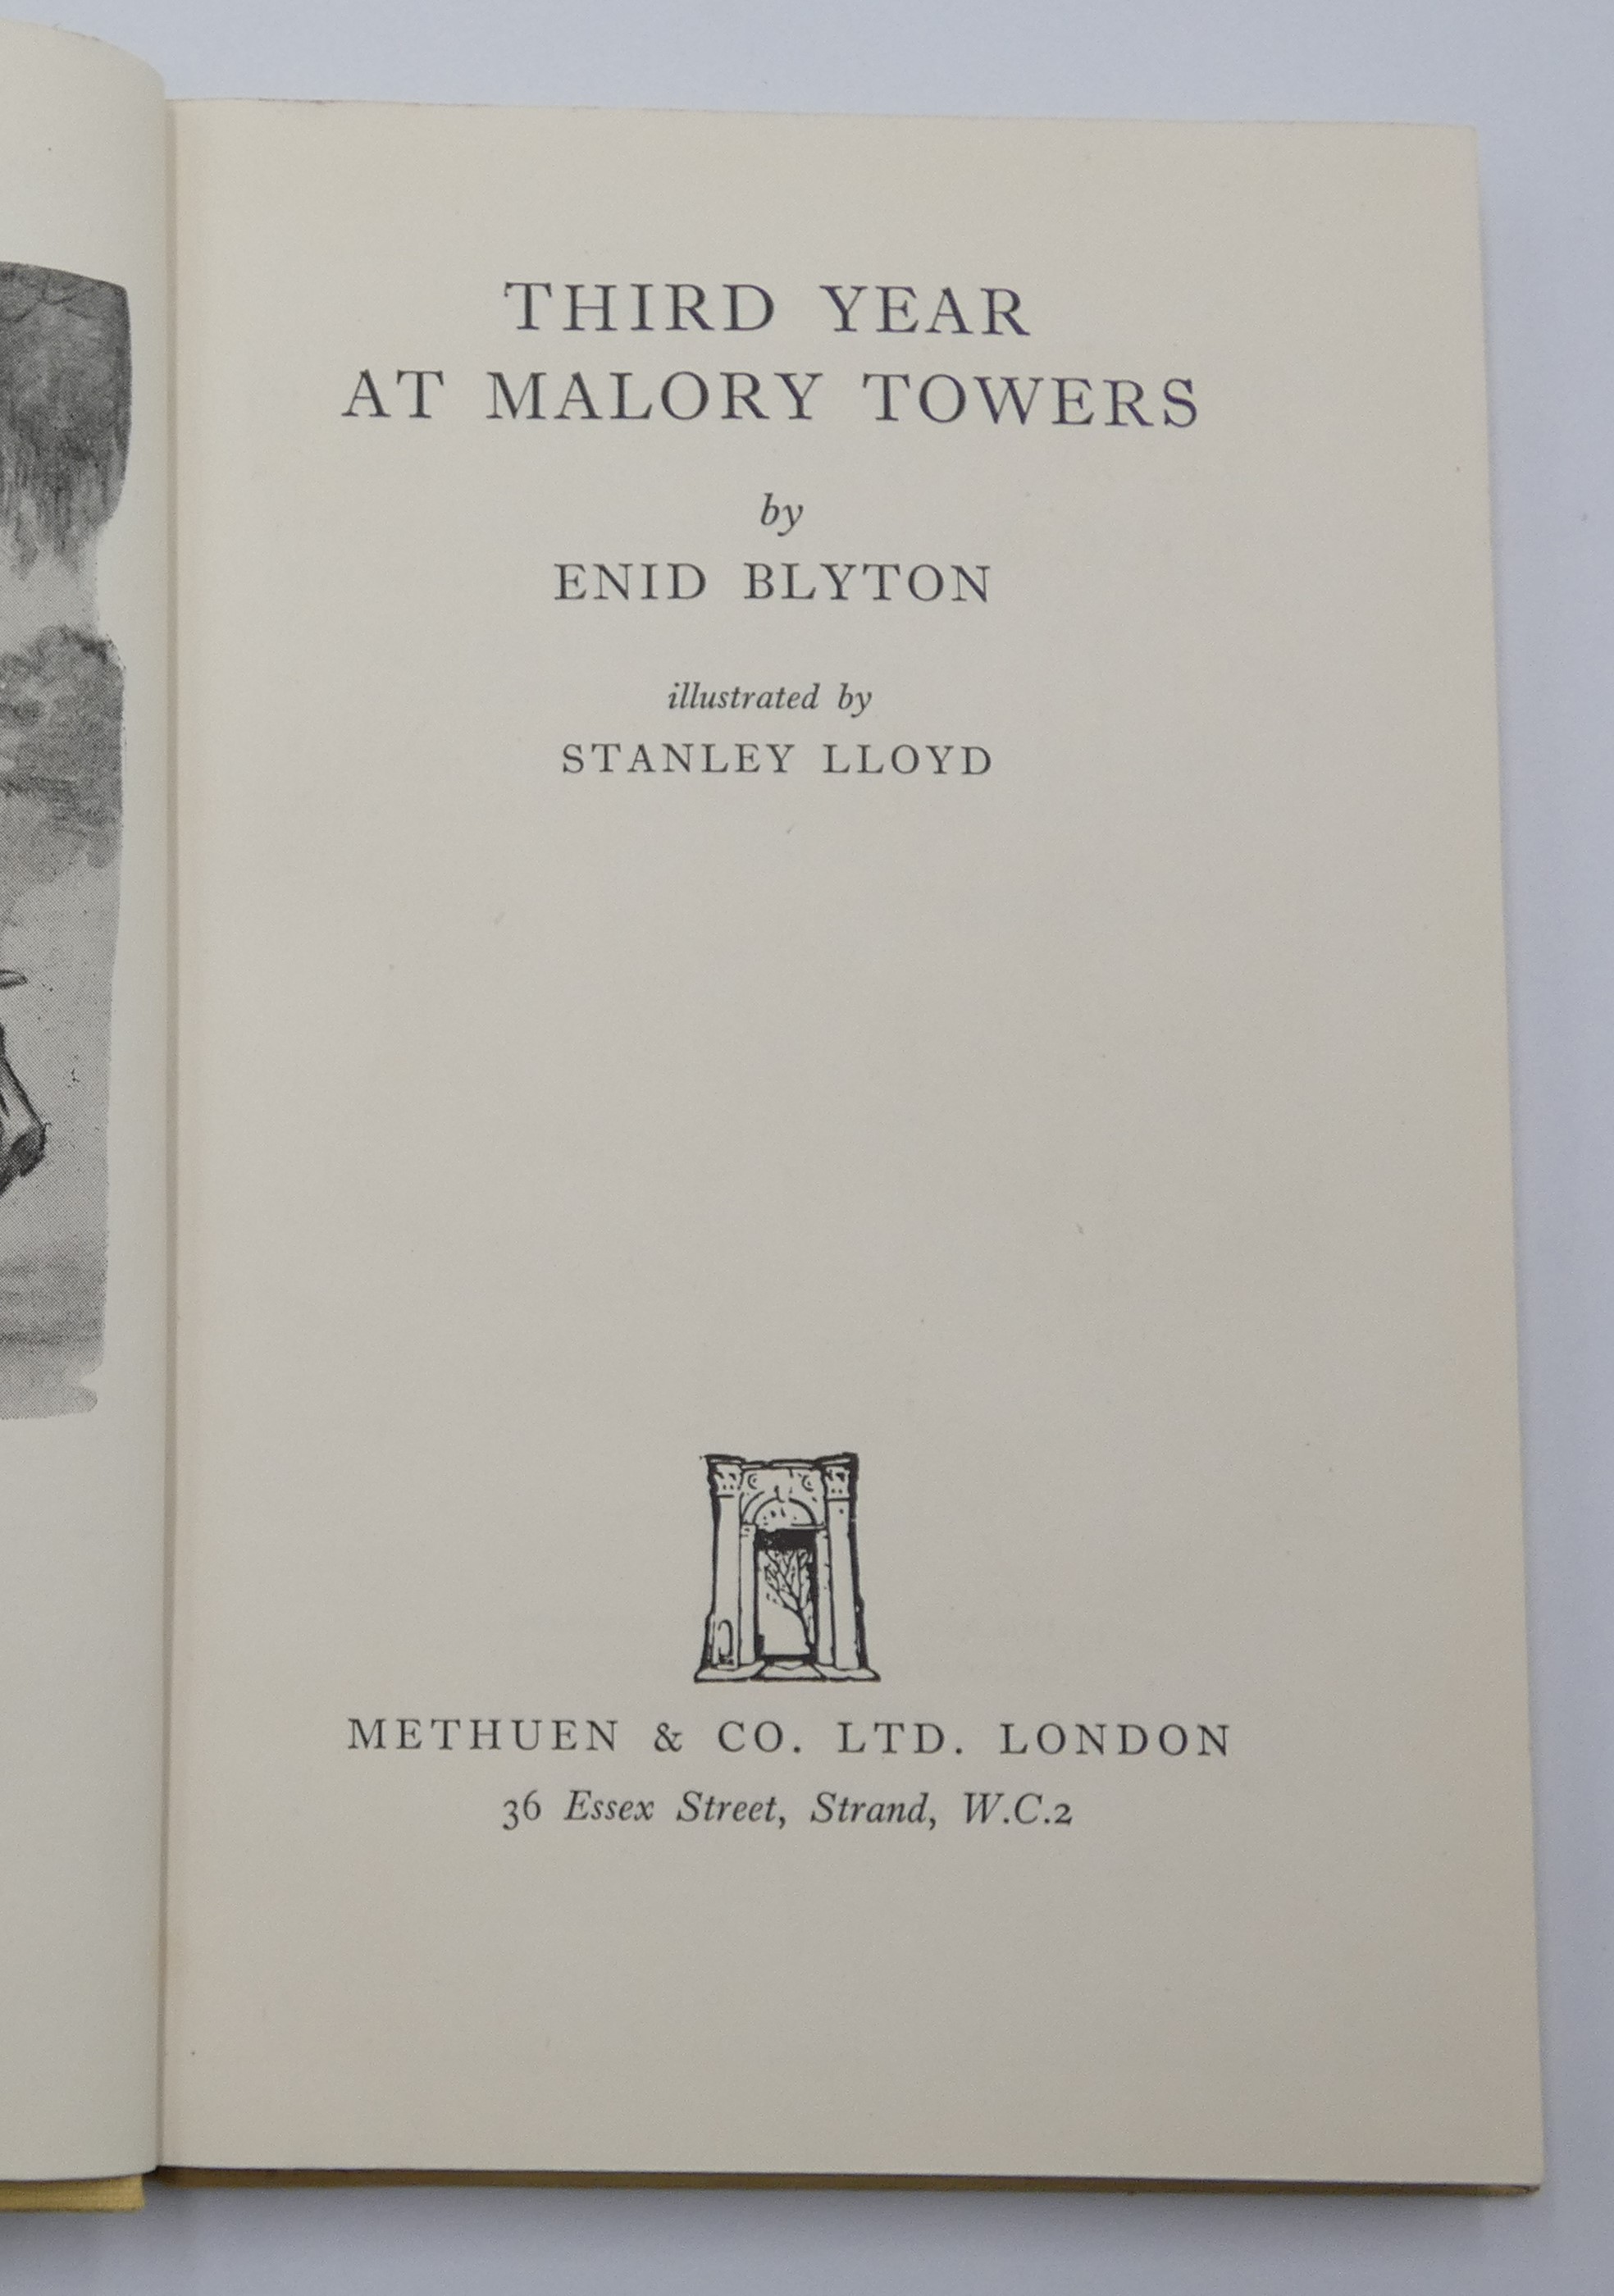 THIRD YEAR
AT MALORY TOWERS
by
ENID BLYTON
illustrated by
STANLEY LLOYD
METHUEN & CO. LTD. LONDON
36 Essex Street, Strand, W.C.2